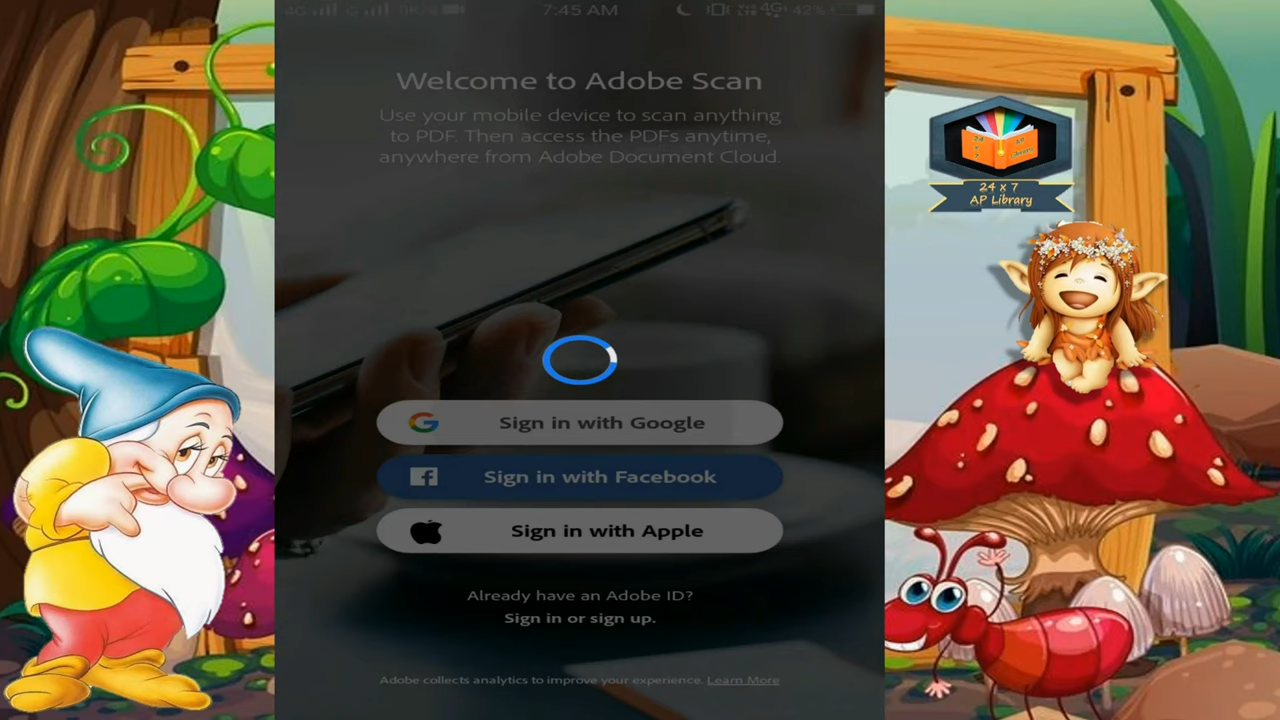 7:45 AM
4G 42%
Welcome to Adobe Scan
Use your mobile device to scan anything
to PDF. Then access the PDFs anytime,
anywhere from Adobe Document Cloud.
Sign in with Google
Sign in with Facebook
Sign in with Apple
Already have an Adobe ID?
Sign in or sign up.
Adobe collects analytics to improve your experience. Learn More
24 x 7
AP Library